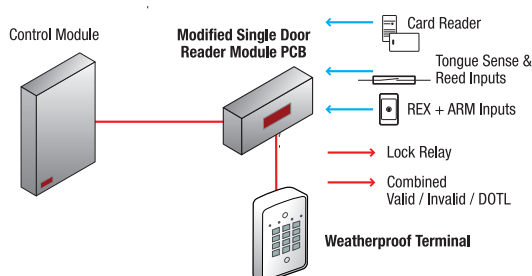 Control Module
Modified Single Door
Reader Module PCB
Card Reader
Tongue Sense &
Reed Inputs
REX + ARM Inputs
Lock Relay
Combined
Valid / Invalid / DOTL
Weatherproof Terminal